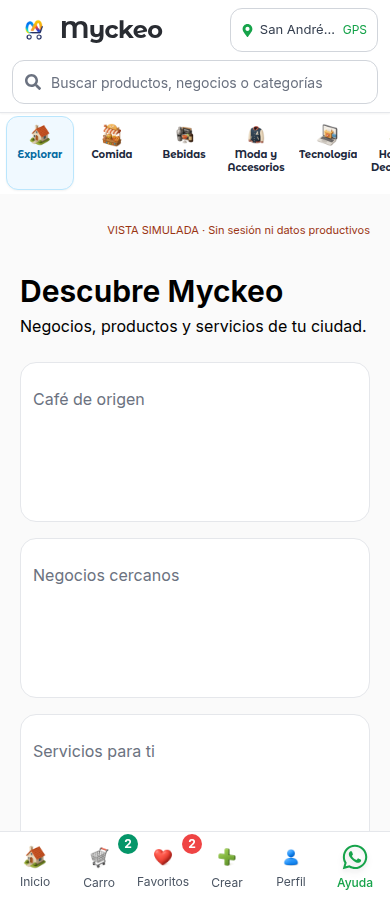 Myckeo
San André... GPS
Buscar productos, negocios o categorías
Explorar
Comida
Bebidas
Moda y
Accesorios
Tecnología
VISTA SIMULADA · Sin sesión ni datos productivos
Descubre Myckeo
Negocios, productos y servicios de tu ciudad.
Café de origen
Negocios cercanos
Servicios para ti
2
2
Inicio
Carro
Favoritos
Crear
Perfil
Ayuda